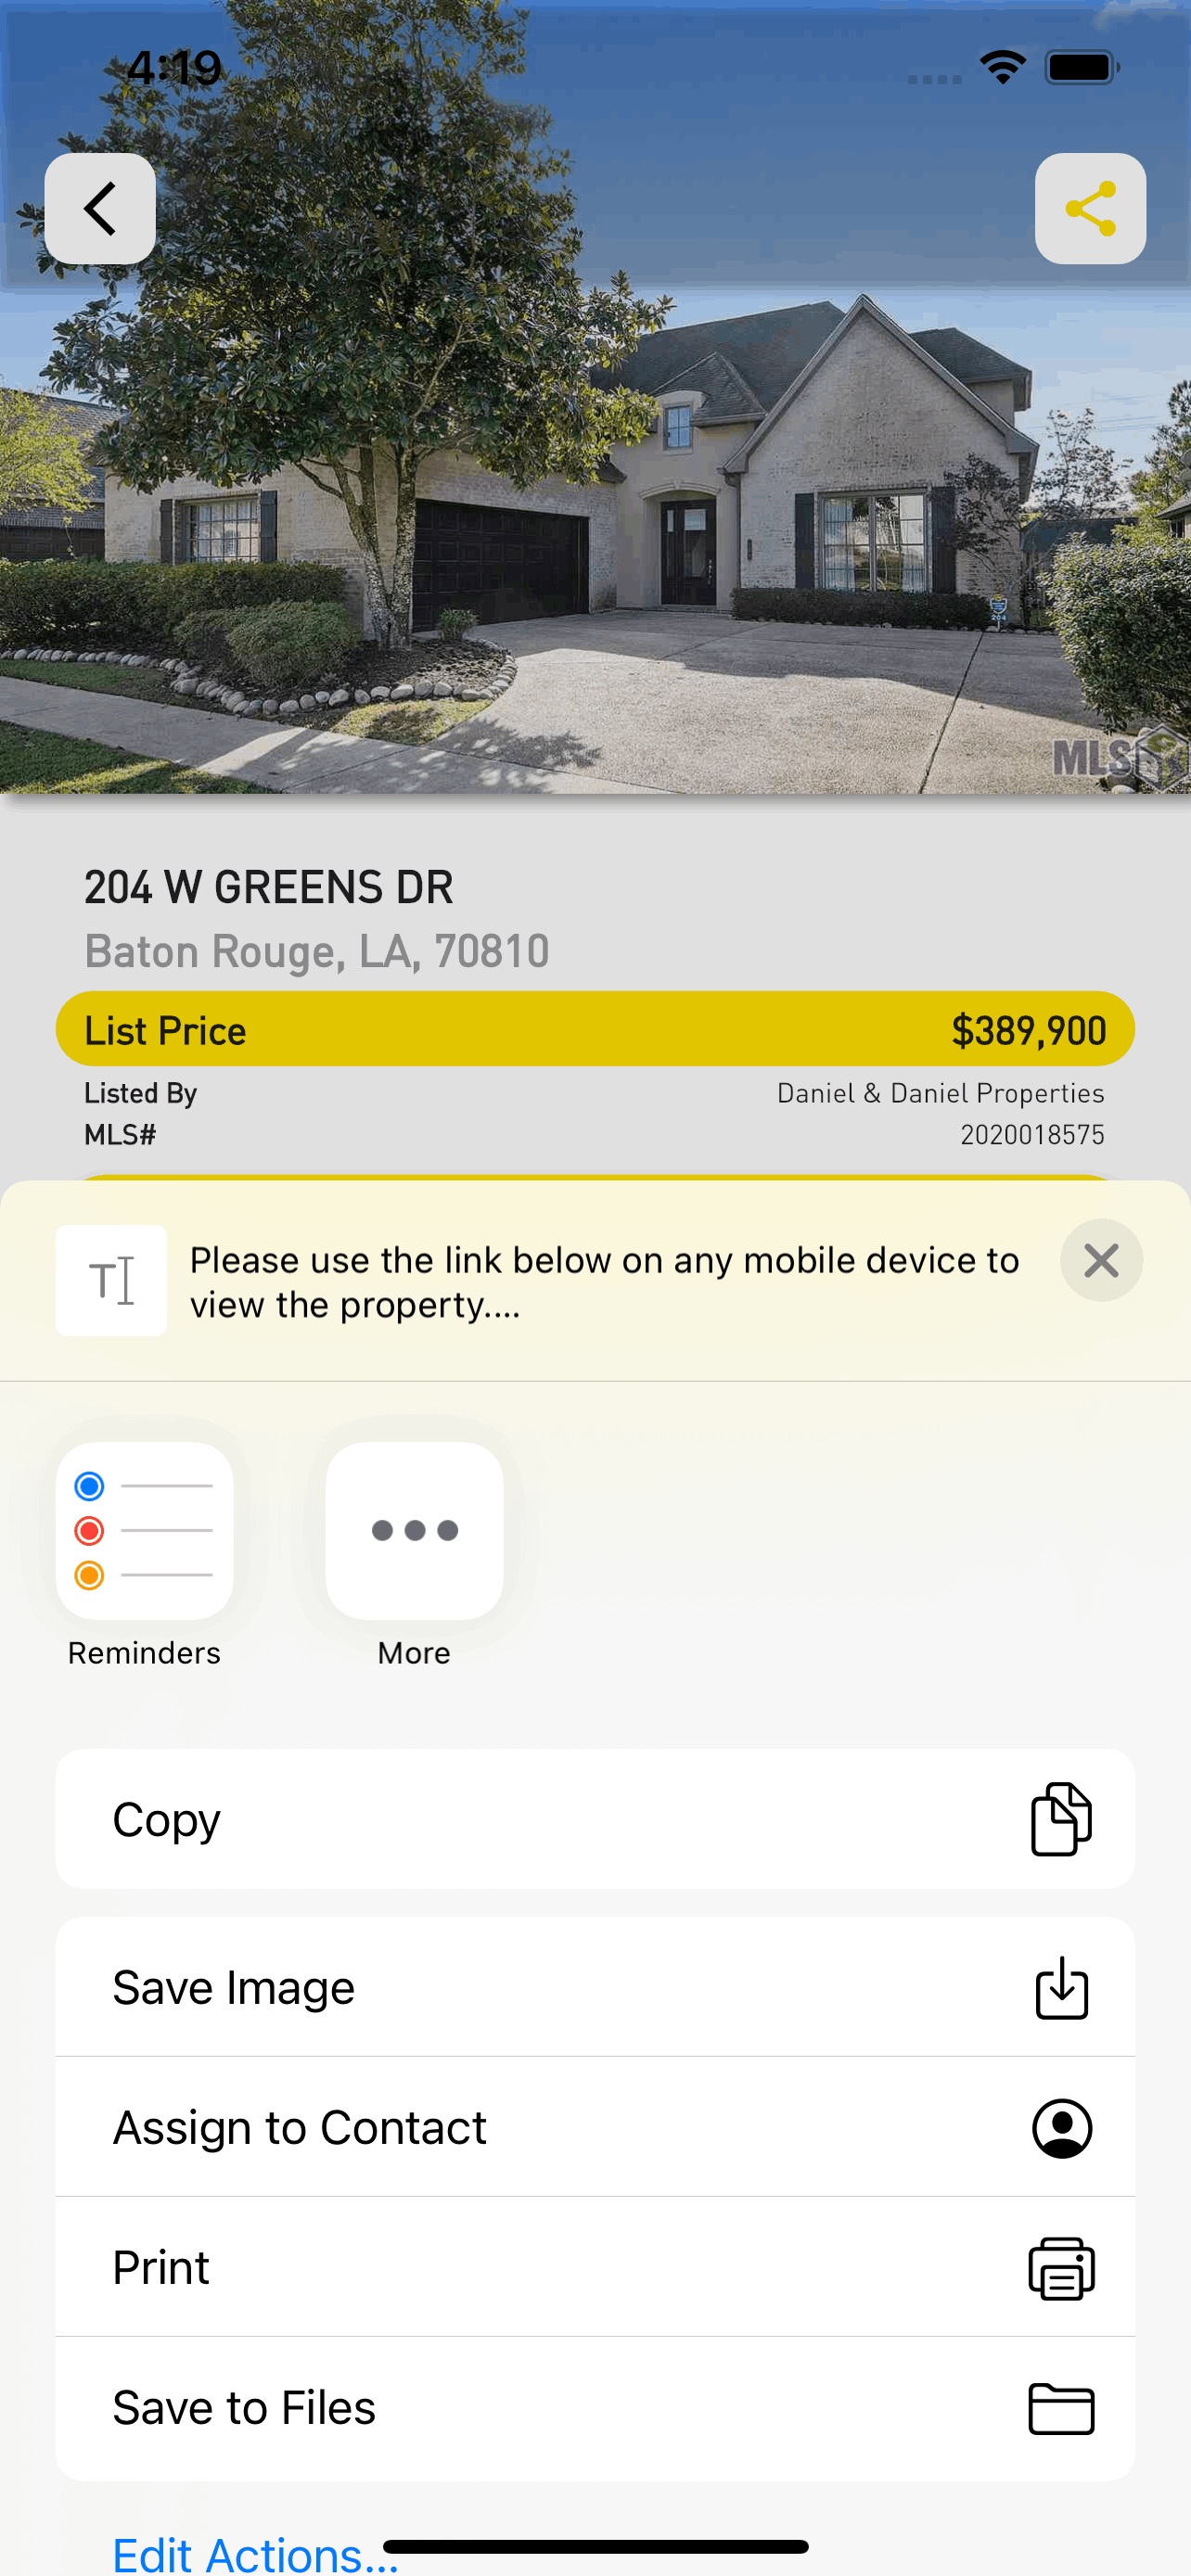 4:19
204
MLS
204 W GREENS DR
Baton Rouge, LA, 70810
List Price $389,900
Listed By Daniel & Daniel Properties
MLS# 2020018575
Please use the link below on any mobile device to
view the property....
Reminders More
Copy
Save Image
Assign to Contact
Print
Save to Files
Edit Actions...